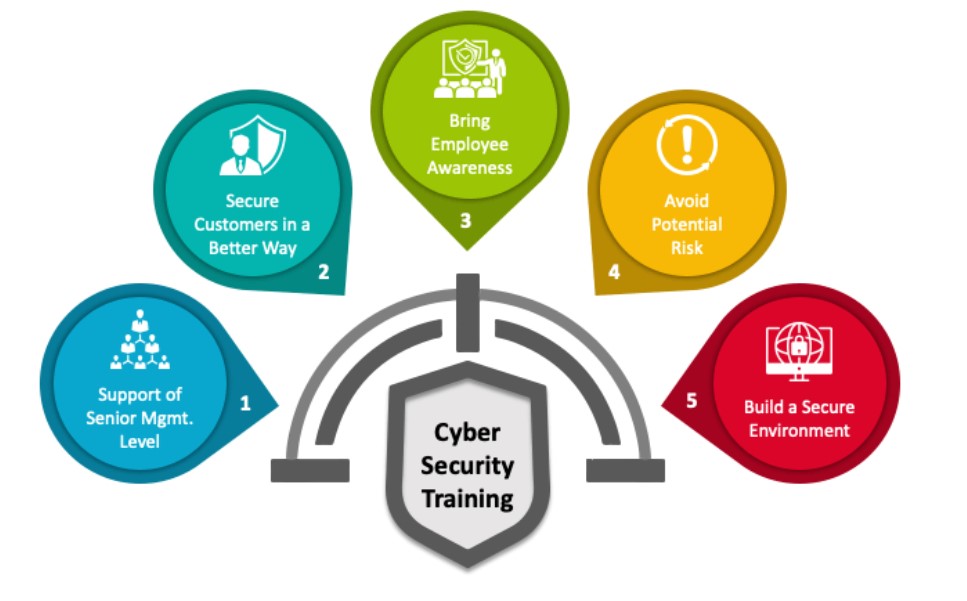 Support of
Senior Mgmt.
Level
1
Secure
Customers in a
Better Way
2
Bring
Employee
Awareness
3
Avoid
Potential
Risk
4
Build a Secure
Environment
5
Cyber
Security
Training